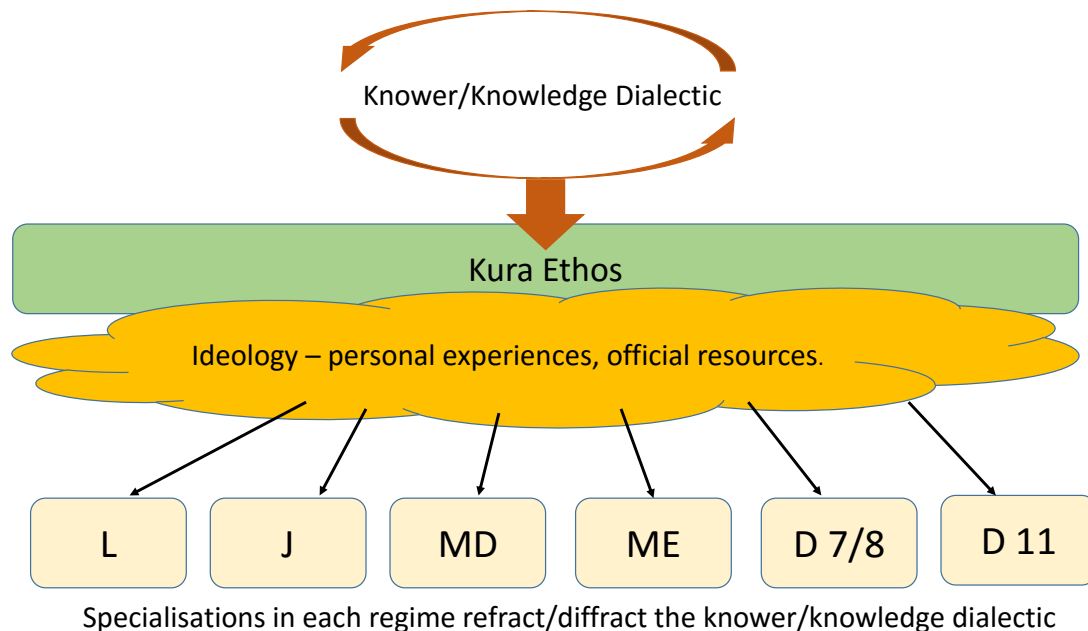 Knower/Knowledge Dialectic
Kura Ethos
Ideology – personal experiences, official resources.
L
J
MD
ME
D 7/8
D 11
Specialisations in each regime refract/diffract the knower/knowledge dialectic